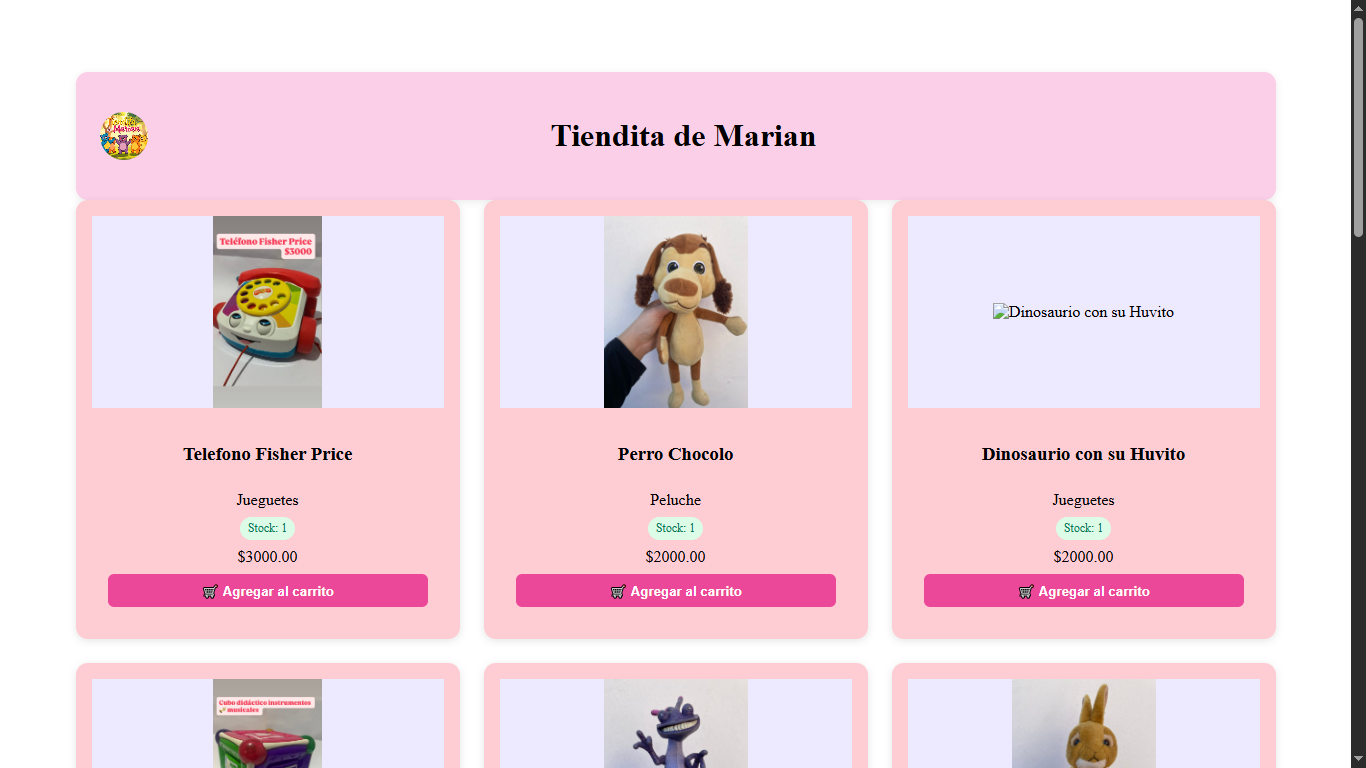 Marian
Tiendita de Marian
Teléfono Fisher Price
$3000
Dinosaurio con su Huvito
Telefono Fisher Price
Perro Chocolo
Dinosaurio con su Huvito
Jueguetes
Peluche
Jueguetes
Stock: 1
Stock: 1
Stock: 1
$3000.00
$2000.00
$2000.00
Agregar al carrito
Agregar al carrito
Agregar al carrito
Cubo didáctico instrumentos
musicales